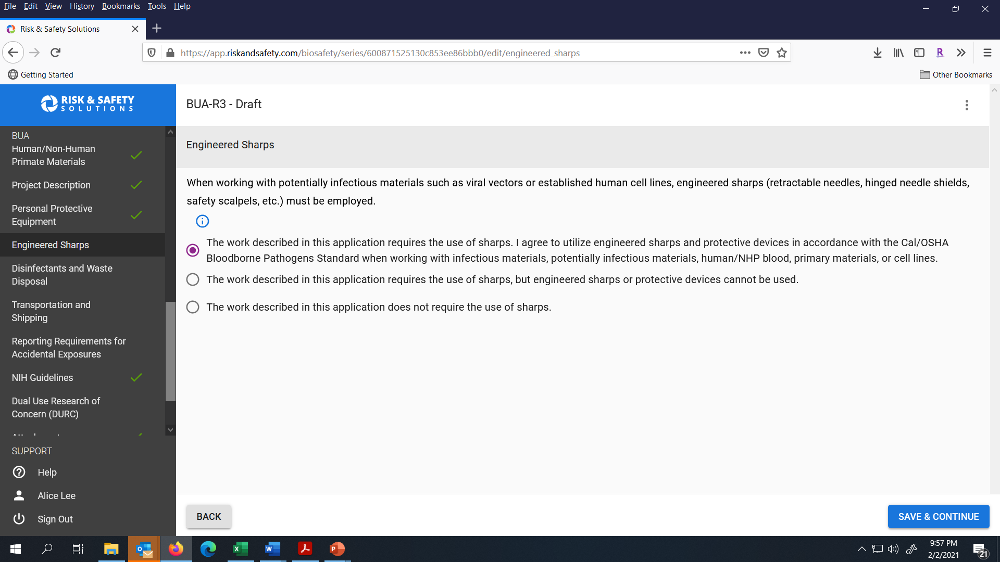 File Edit View History Bookmarks Tools Help
Risk & Safety Solutions
https://app.riskandsafety.com/biosafety/series/600871525130c853ee86bbb0/edit/engineered_sharps
Getting Started
Other Bookmarks
RISK & SAFETY
SOLUTIONS
BUA-R3 - Draft
BUA
Human/Non-Human
Primate Materials
Project Description
Personal Protective
Equipment
Engineered Sharps
Disinfectants and Waste
Disposal
Transportation and
Shipping
Reporting Requirements for
Accidental Exposures
NIH Guidelines
Dual Use Research of
Concern (DURC)
SUPPORT
Help
Alice Lee
Sign Out
Engineered Sharps
When working with potentially infectious materials such as viral vectors or established human cell lines, engineered sharps (retractable needles, hinged needle shields,
safety scalpels, etc.) must be employed.
The work described in this application requires the use of sharps. I agree to utilize engineered sharps and protective devices in accordance with the Cal/OSHA
Bloodborne Pathogens Standard when working with infectious materials, potentially infectious materials, human/NHP blood, primary materials, or cell lines.
The work described in this application requires the use of sharps, but engineered sharps or protective devices cannot be used.
The work described in this application does not require the use of sharps.
BACK
SAVE & CONTINUE
9:57 PM
2/2/2021
21